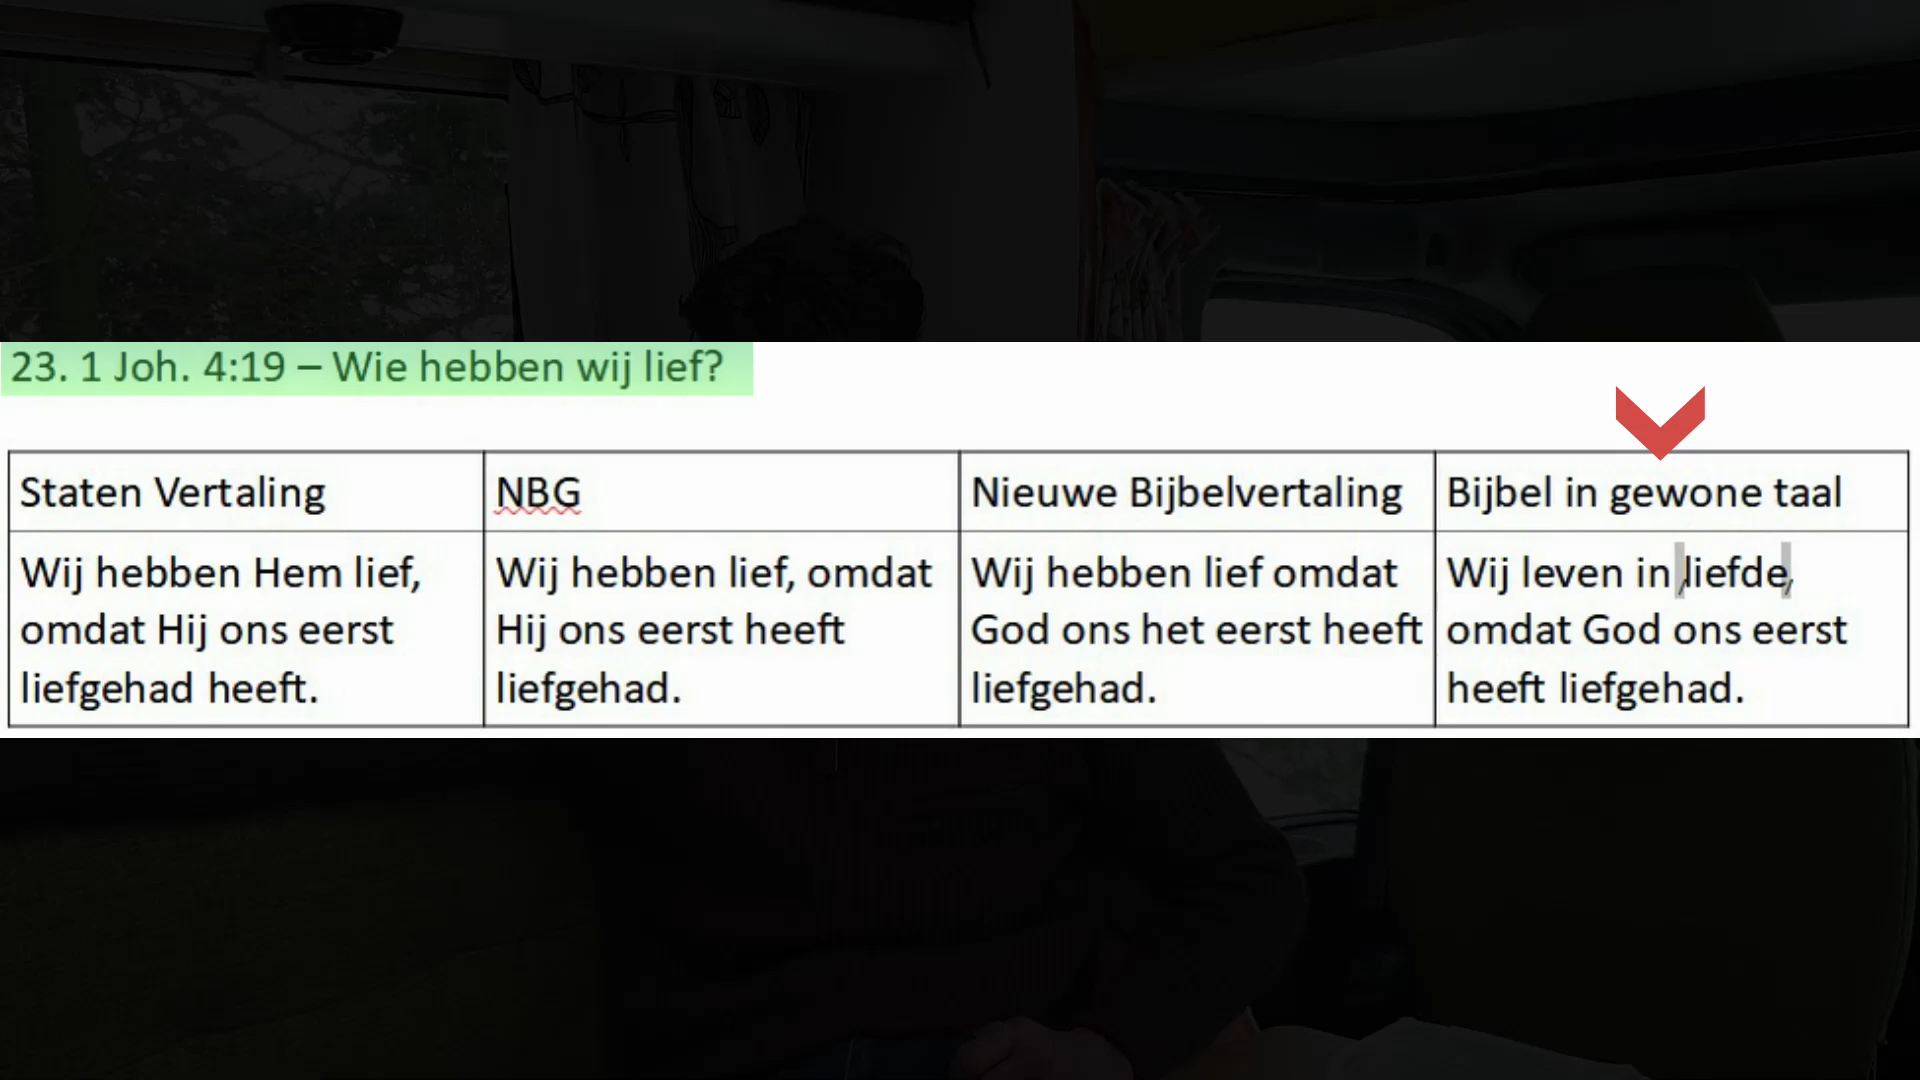 23. 1 Joh. 4:19 – Wie hebben wij lief?
Staten Vertaling
NBG
Nieuwe Bijbelvertaling
Bijbel in gewone taal
Wij hebben Hem lief,
omdat Hij ons eerst
liefgehad heeft.
Wij hebben lief, omdat
Hij ons eerst heeft
liefgehad.
Wij hebben lief omdat
God ons het eerst heeft
liefgehad.
Wij leven in ,liefde,
omdat God ons eerst
heeft liefgehad.